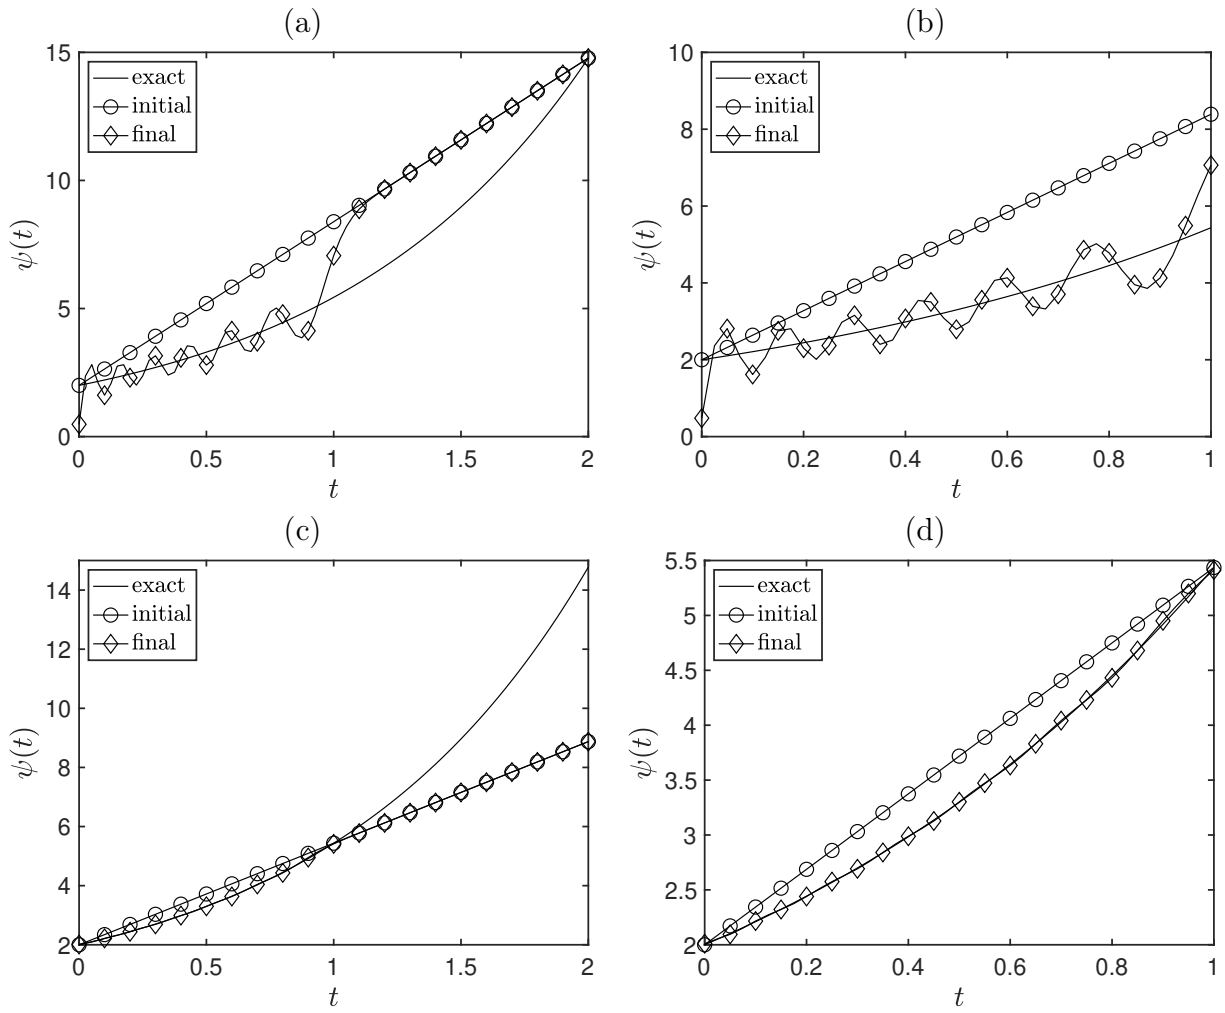 (a)
15
10
5
0
ψ(t)
exact
initial
final
0 0.5 1 1.5 2
t
(b)
10
8
6
4
2
0
ψ(t)
exact
initial
final
0 0.2 0.4 0.6 0.8 1
t
(c)
14
12
10
8
6
4
2
ψ(t)
exact
initial
final
0 0.5 1 1.5 2
t
(d)
5.5
5
4.5
4
3.5
3
2.5
2
ψ(t)
exact
initial
final
0 0.2 0.4 0.6 0.8 1
t